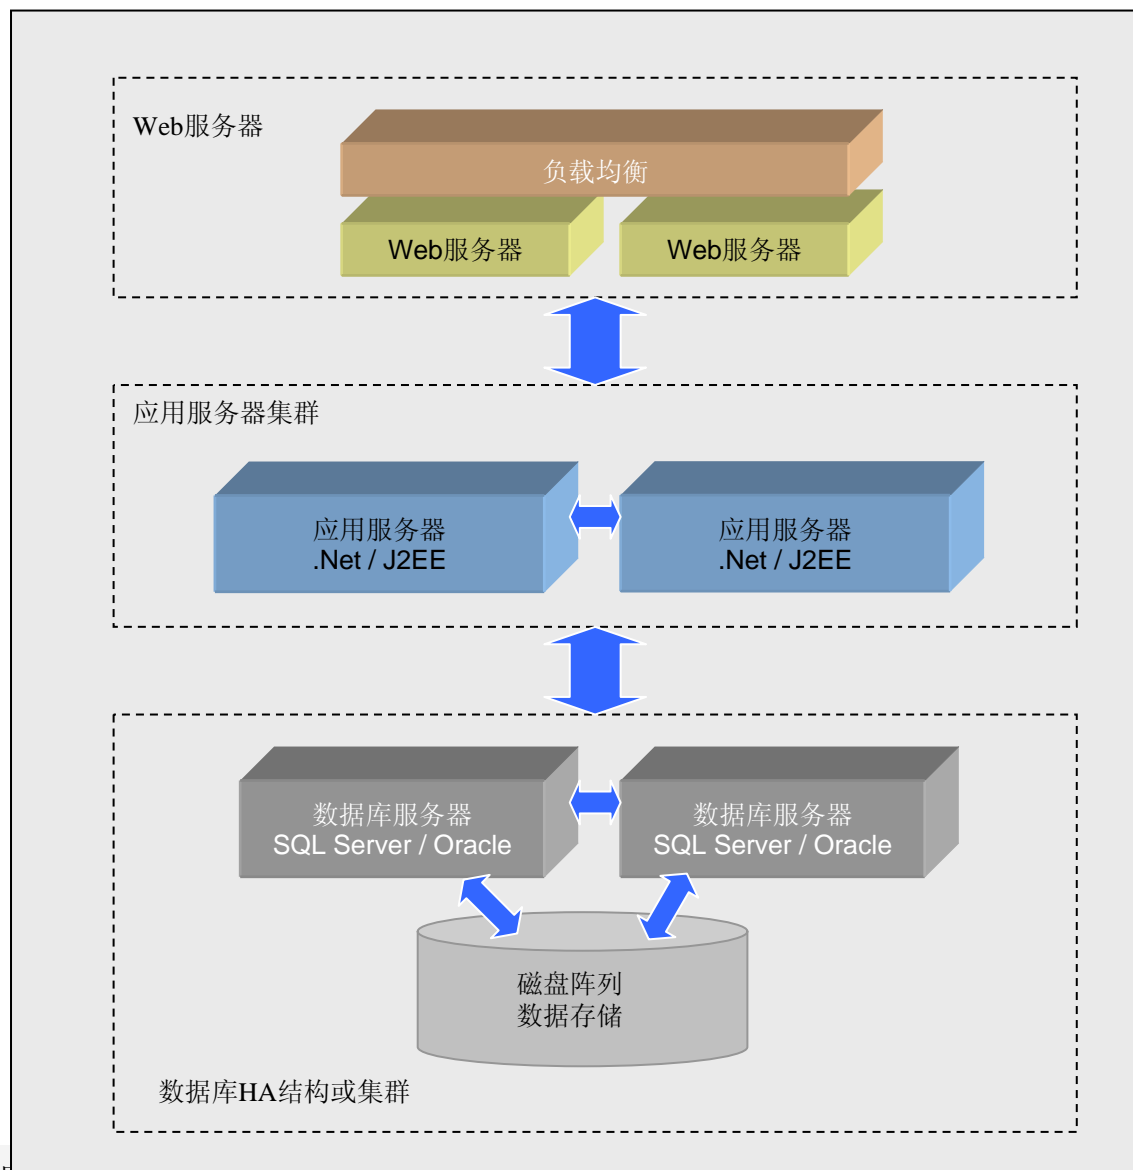 Web服务器
负载均衡
Web服务器
Web服务器
应用服务器集群
应用服务器
.Net / J2EE
应用服务器
.Net / J2EE
数据库服务器
SQL Server / Oracle
数据库服务器
SQL Server / Oracle
磁盘阵列
数据存储
数据库HA结构或集群